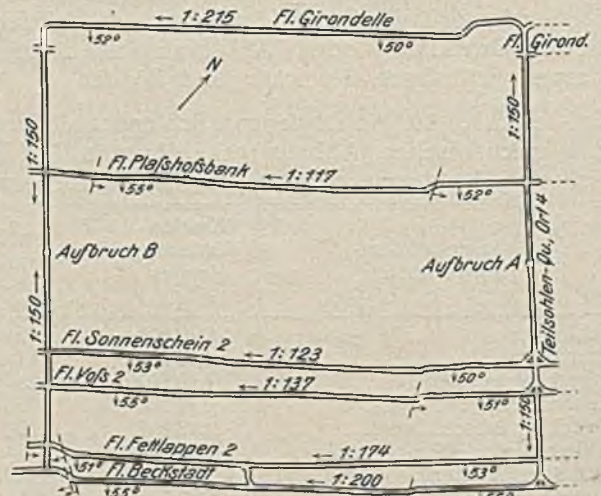 ← 1:215 Fl. Girondelle
52° 50° Fl. Girond.
N
1:150 →
← 1:150
Fl. Plaßhofsbank ← 1:117
55° 52°
Aufbruch B Aufbruch A
Teilsohlen-Qu., Ort 4
1:150 →
Fl. Sonnenschein 2 ← 1:123
53° 50°
Fl. Voß 2 ← 1:137
55° 51°
← 1:150
Fl. Fettlappen 2 ← 1:174
51° 53°
Fl. Beckstadt ← 1:200
55°